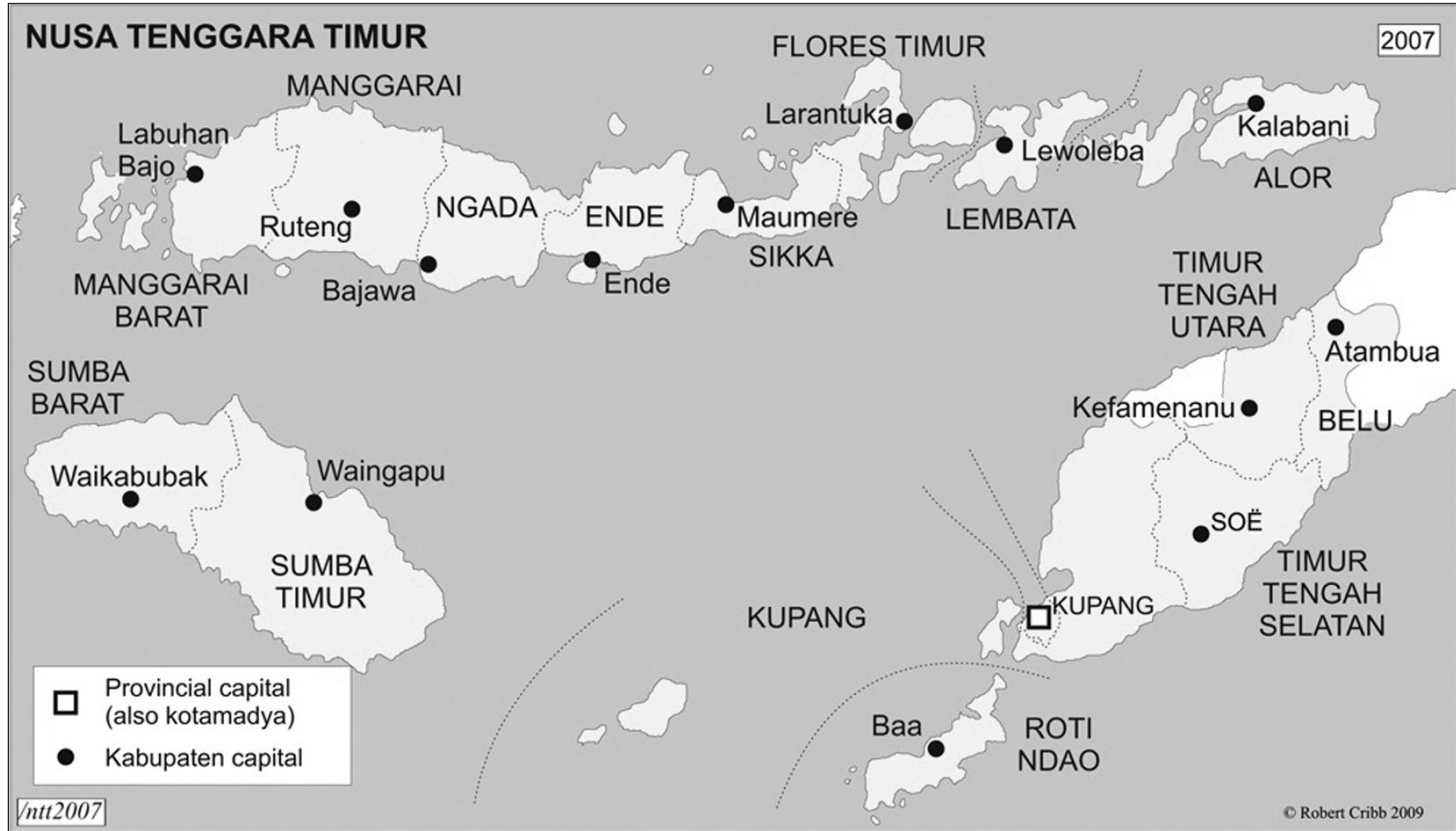 NUSA TENGGARA TIMUR
2007
FLORES TIMUR
MANGGARAI
Larantuka
Labuhan
Bajo
Kalabani
Lewoleba
ALOR
NGADA
ENDE
Maumere
LEMBATA
Ruteng
SIKKA
MANGGARAI
BARAT
Bajawa
Ende
TIMUR
TENGAH
UTARA
Atambua
SUMBA
BARAT
Kefamenanu
BELU
Waikabubak
Waingapu
SOË
SUMBA
TIMUR
TIMUR
TENGAH
SELATAN
KUPANG
KUPANG
Provincial capital
(also kotamadya)
Kabupaten capital
Baa
ROTI
NDAO
/ntt2007
© Robert Cribb 2009